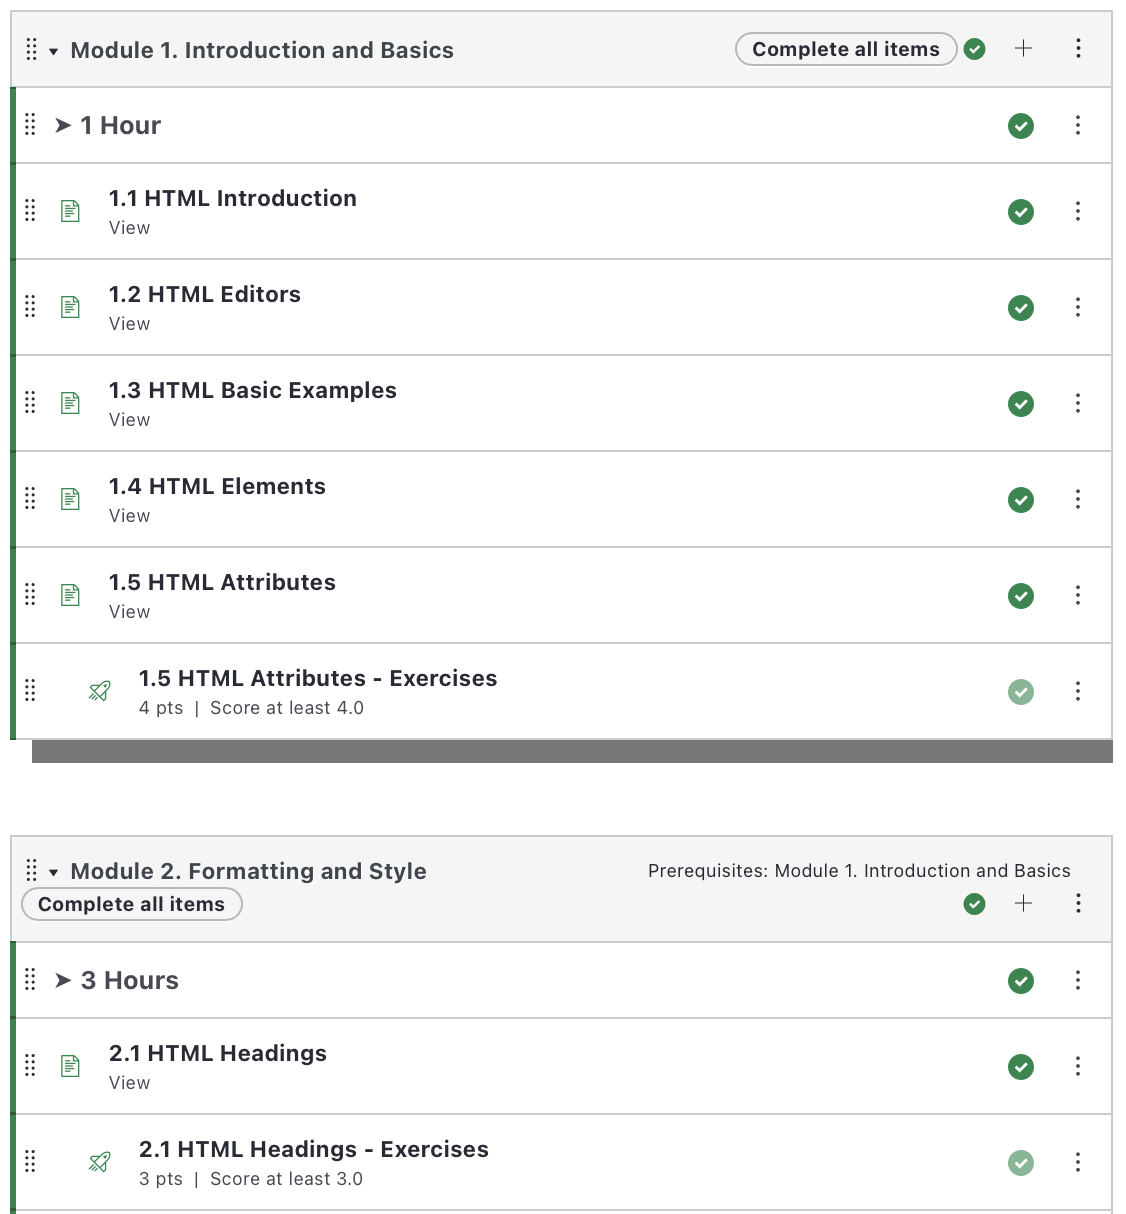 Module 1. Introduction and Basics
Complete all items
➤ 1 Hour
1.1 HTML Introduction
View
1.2 HTML Editors
View
1.3 HTML Basic Examples
View
1.4 HTML Elements
View
1.5 HTML Attributes
View
1.5 HTML Attributes - Exercises
4 pts | Score at least 4.0
Module 2. Formatting and Style
Prerequisites: Module 1. Introduction and Basics
Complete all items
➤ 3 Hours
2.1 HTML Headings
View
2.1 HTML Headings - Exercises
3 pts | Score at least 3.0